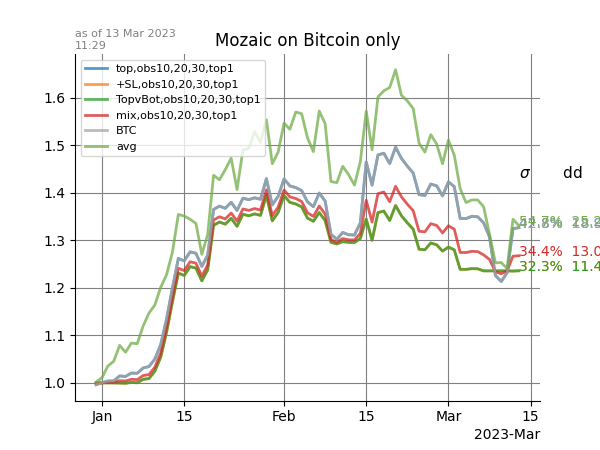 as of 13 Mar 2023
11:29
Mozaic on Bitcoin only
top,obs10,20,30,top1
+SL,obs10,20,30,top1
TopvBot,obs10,20,30,top1
mix,obs10,20,30,top1
BTC
avg
σ dd
34.4% 13.0
32.3% 11.4
1.6
1.5
1.4
1.3
1.2
1.1
1.0
Jan 15 Feb 15 Mar 15
2023-Mar